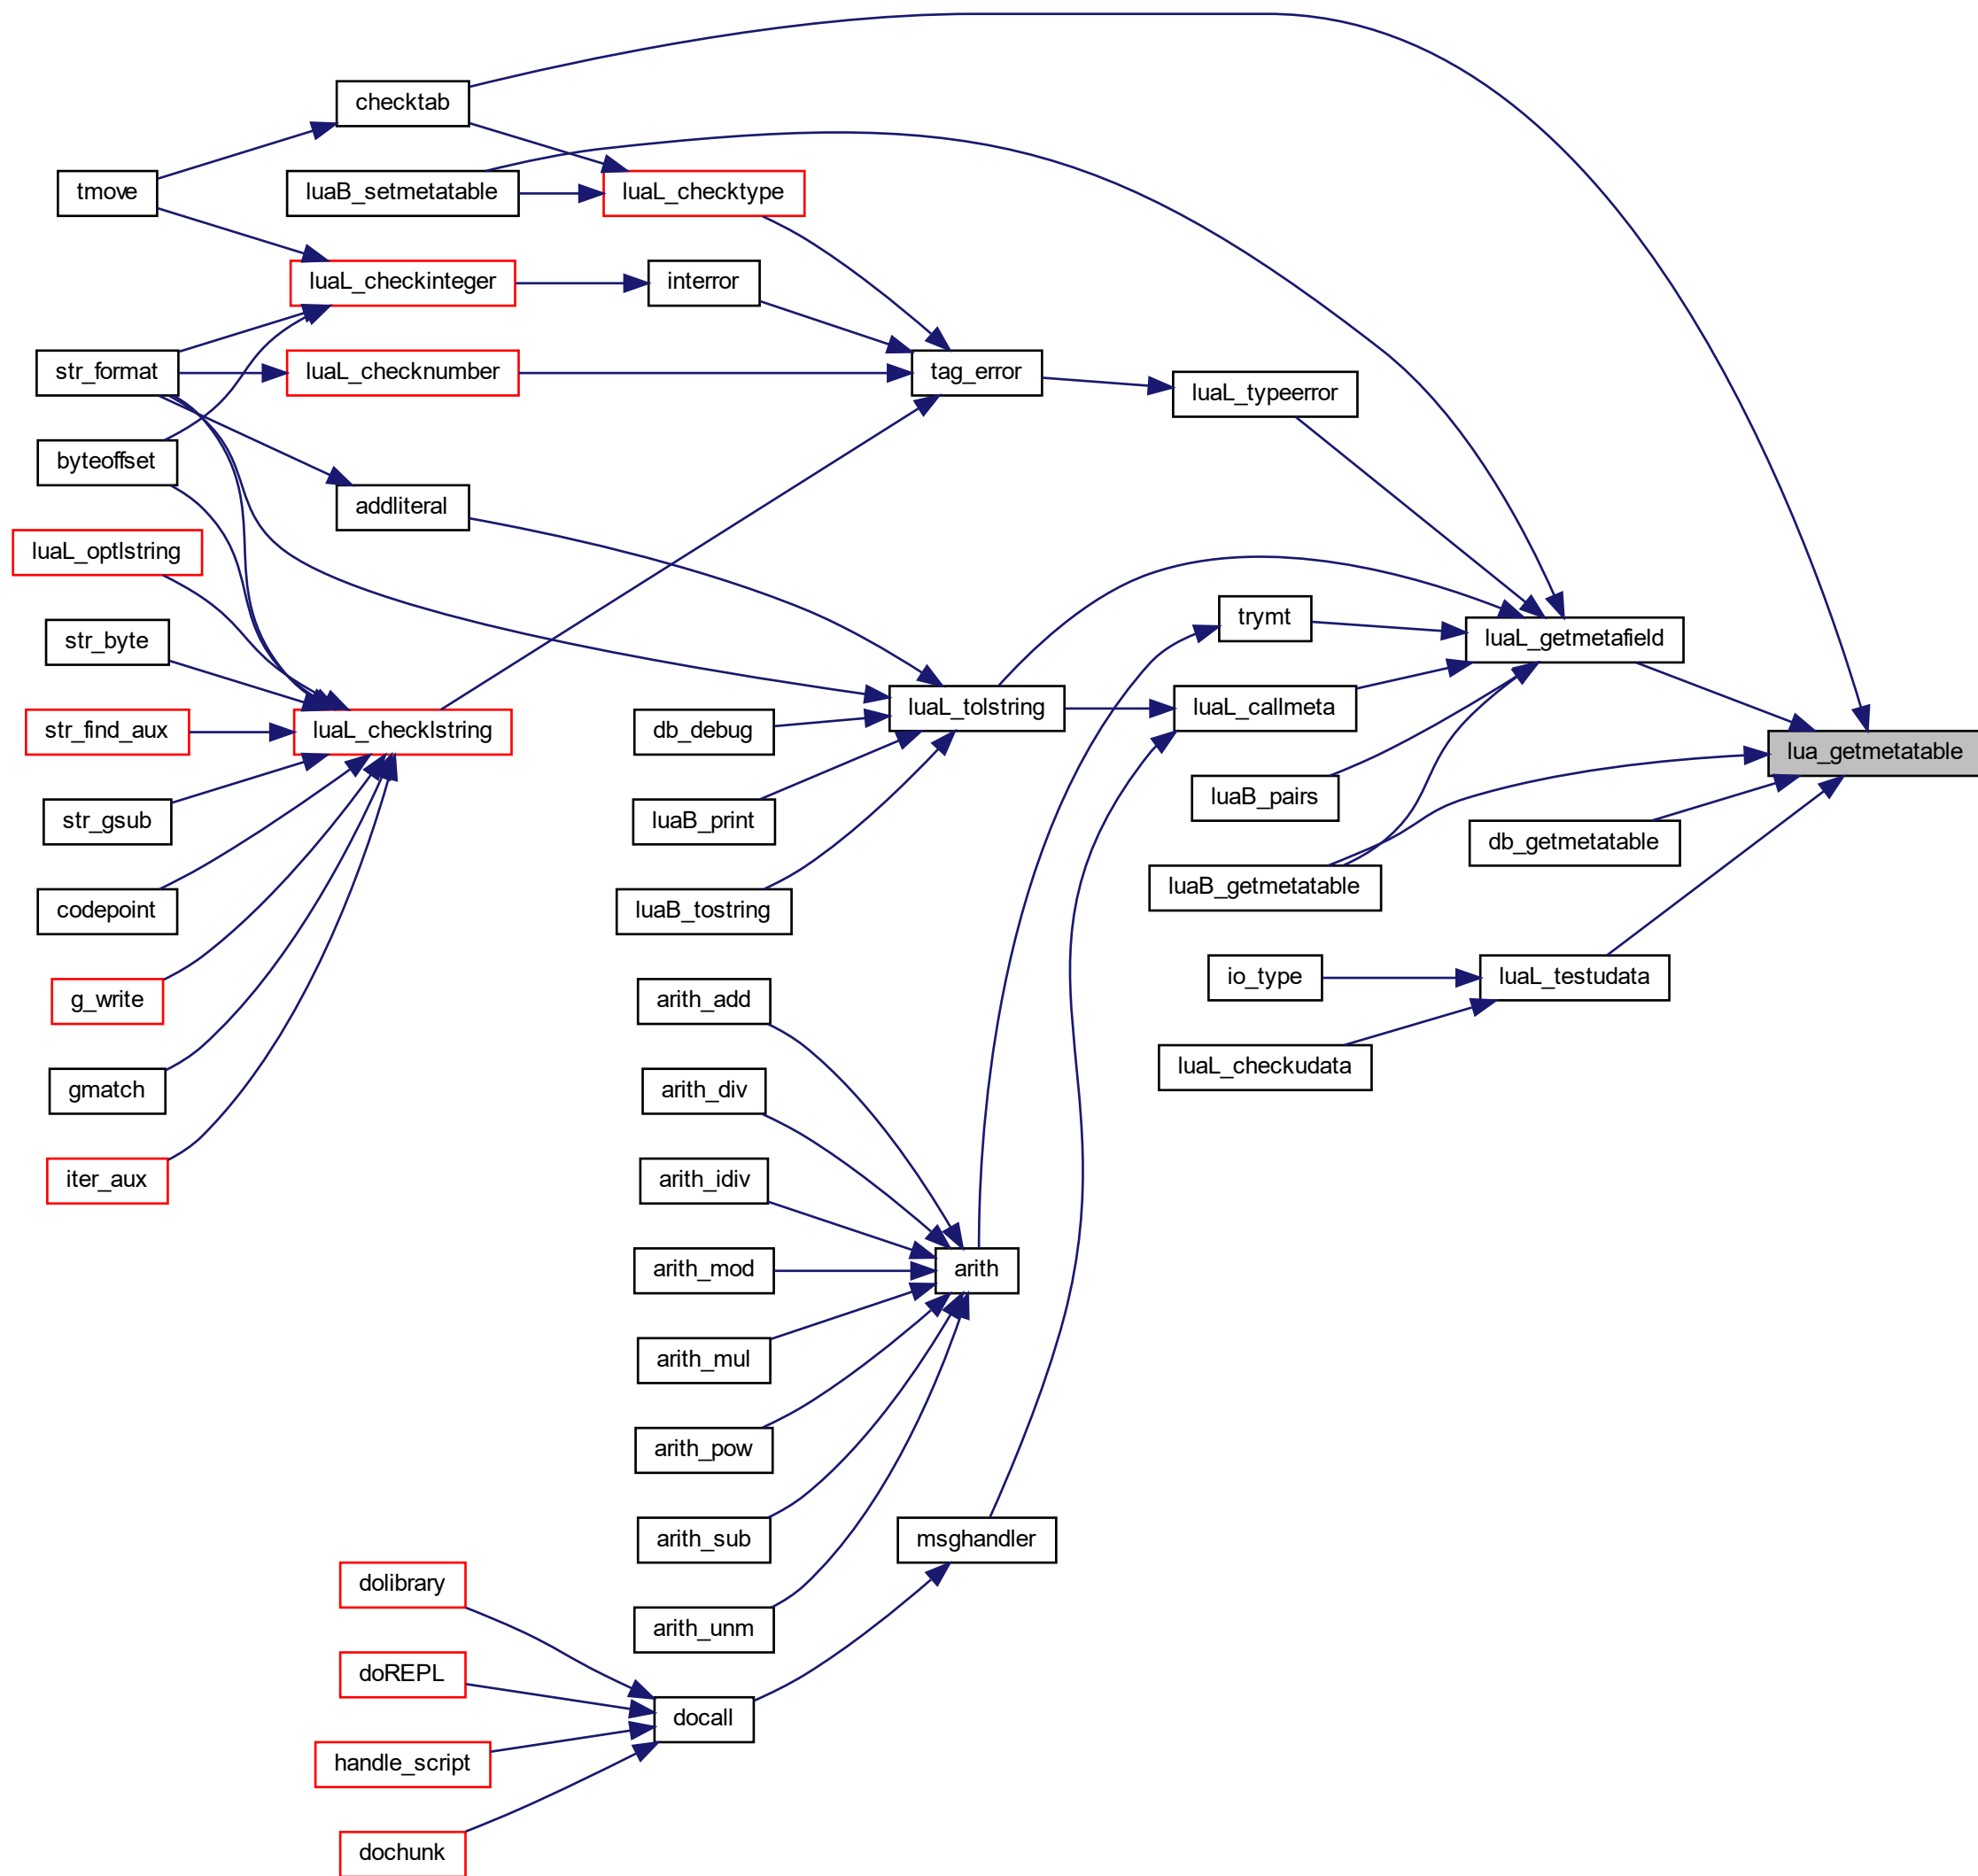 checktab
tmove
luaB_setmetatable
luaL_checktype
luaL_checkinteger
interror
str_format
luaL_checknumber
tag_error
luaL_typeerror
byteoffset
addliteral
luaL_optlstring
trymt
str_byte
luaL_getmetafield
luaL_tolstring
luaL_callmeta
str_find_aux
luaL_checklstring
db_debug
lua_getmetatable
luaB_pairs
str_gsub
luaB_print
db_getmetatable
luaB_getmetatable
codepoint
luaB_tostring
g_write
arith_add
io_type
luaL_testudata
luaL_checkudata
gmatch
arith_div
iter_aux
arith_idiv
arith_mod
arith
arith_mul
arith_pow
arith_sub
msghandler
dolibrary
arith_unm
doREPL
docall
handle_script
dochunk